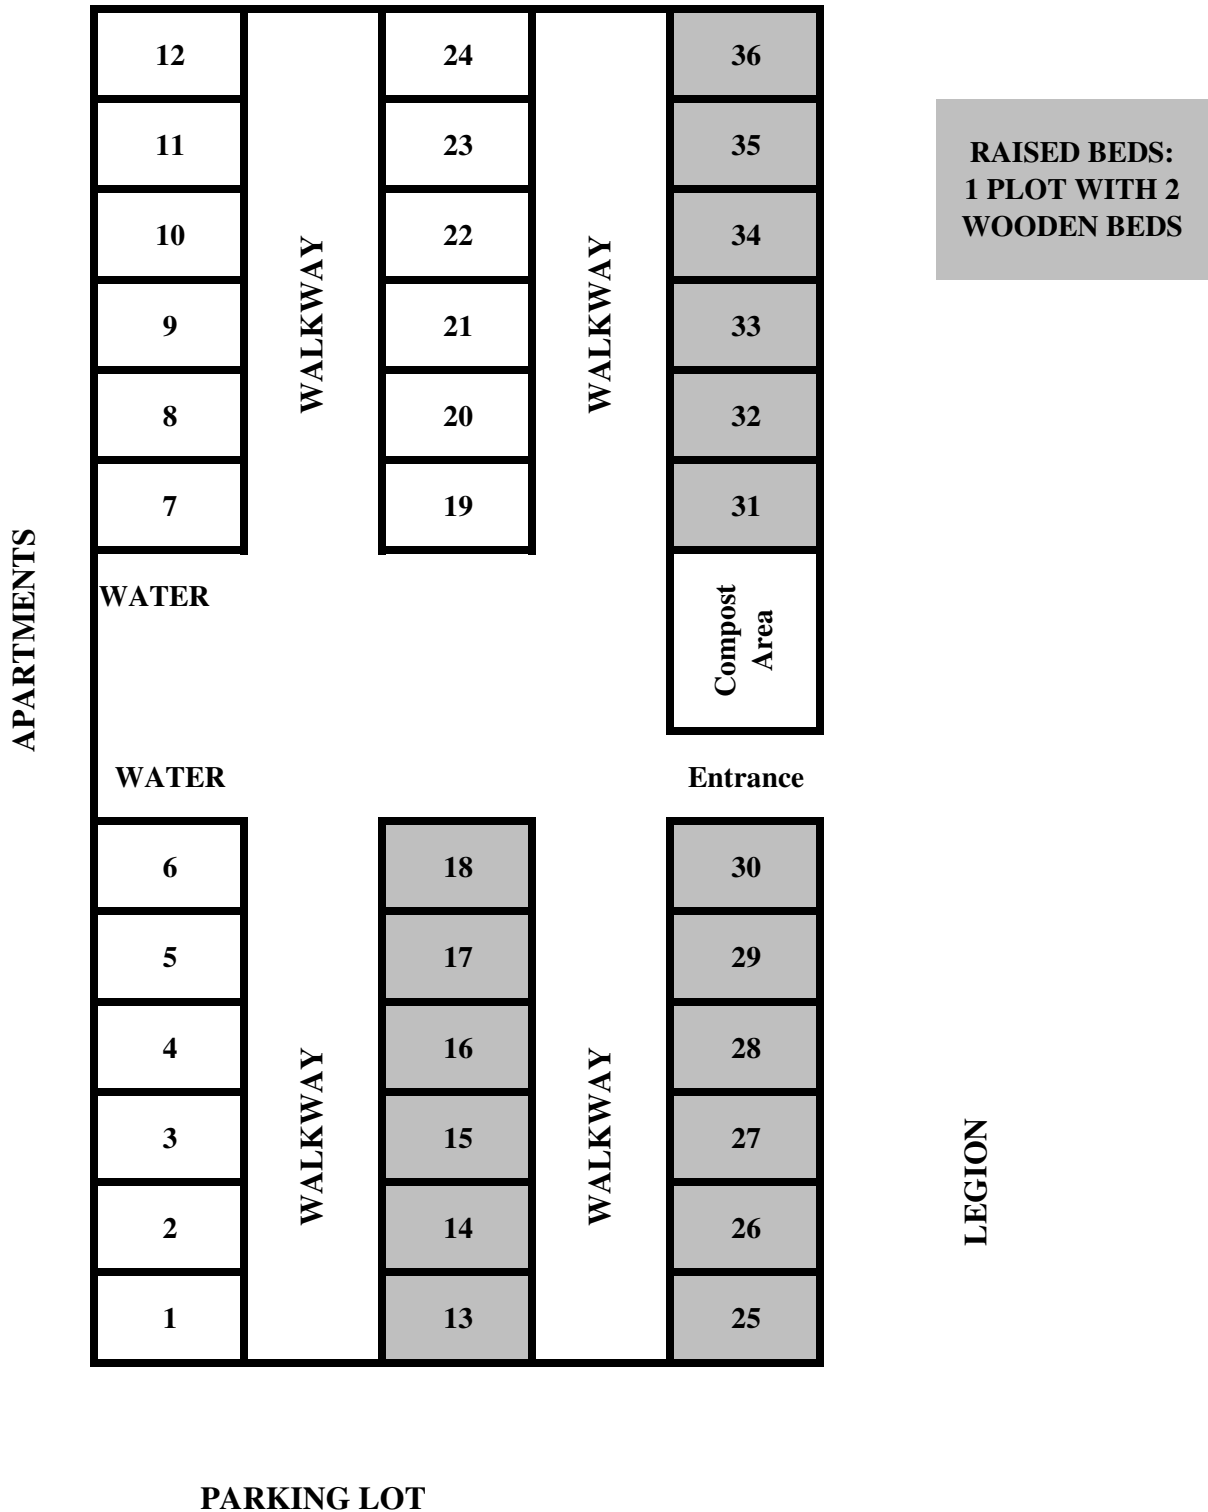 12 24 36
11 23 35
RAISED BEDS:
1 PLOT WITH 2
WOODEN BEDS
10 22 34
WALKWAY WALKWAY
9 21 33
8 20 32
7 19 31
APARTMENTS
WATER
Compost
Area
WATER Entrance
6 18 30
5 17 29
4 16 28
WALKWAY WALKWAY
3 15 27
LEGION
2 14 26
1 13 25
PARKING LOT